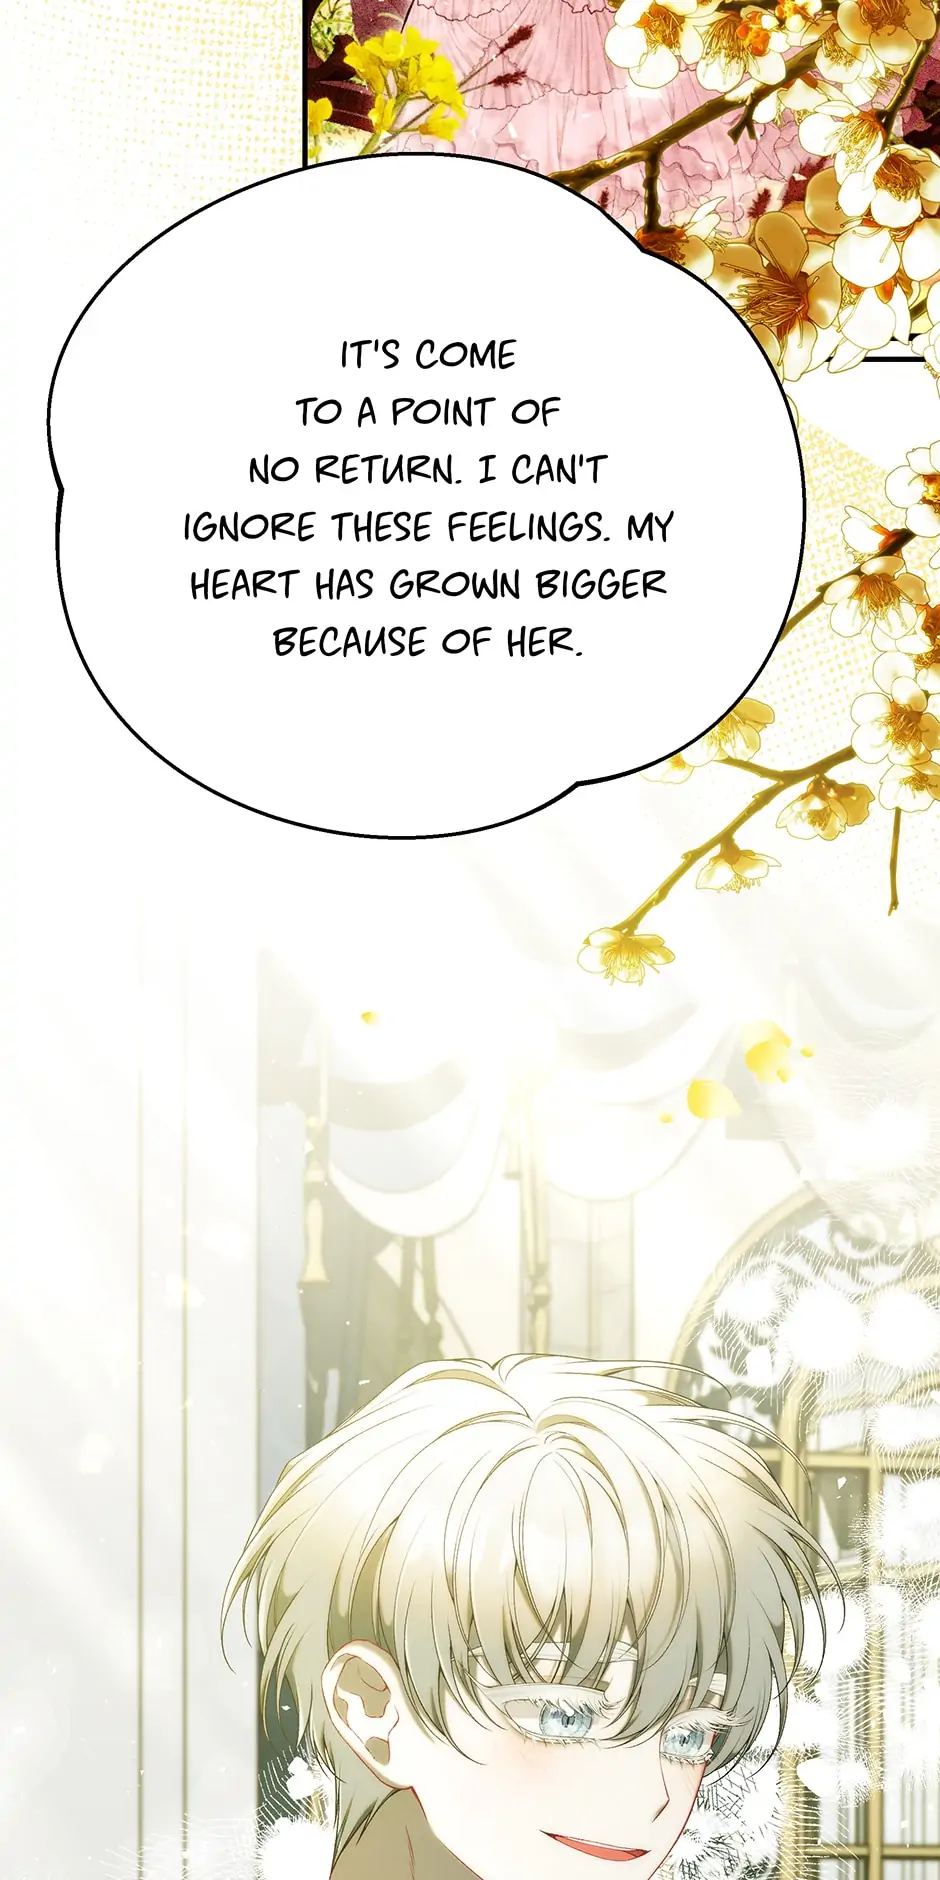 IT'S COME
TO A POINT OF
NO RETURN. I CAN'T
IGNORE THESE FEELINGS. MY
HEART HAS GROWN BIGGER
BECAUSE OF HER.